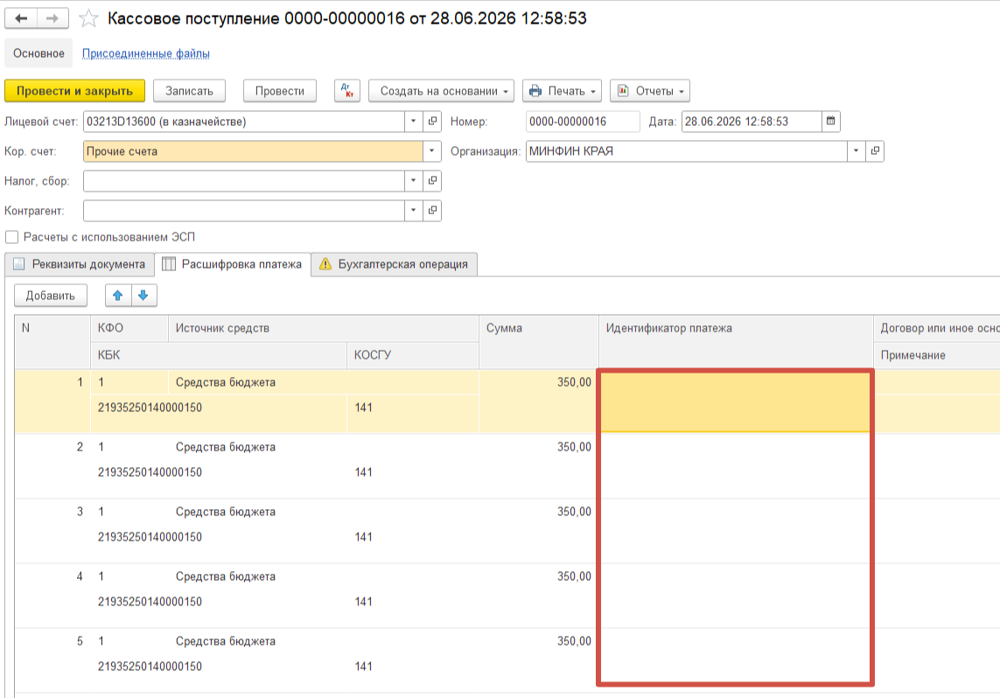 Кассовое поступление 0000-00000016 от 28.06.2026 12:58:53
Основное Присоединенные файлы
Провести и закрыть Записать Провести Дт Кт Создать на основании Печать Отчеты
Лицевой счет: 03213D13600 (в казначействе) Номер: 0000-00000016 Дата: 28.06.2026 12:58:53
Кор. счет: Прочие счета Организация: МИНФИН КРАЯ
Налог, сбор:
Контрагент:
Расчеты с использованием ЭСП
Реквизиты документа Расшифровка платежа Бухгалтерская операция
Добавить
N КФО Источник средств Сумма Идентификатор платежа Договор или иное осно
КБК КОСГУ Примечание
1 1 Средства бюджета 350,00
21935250140000150 141
2 1 Средства бюджета 350,00
21935250140000150 141
3 1 Средства бюджета 350,00
21935250140000150 141
4 1 Средства бюджета 350,00
21935250140000150 141
5 1 Средства бюджета 350,00
21935250140000150 141